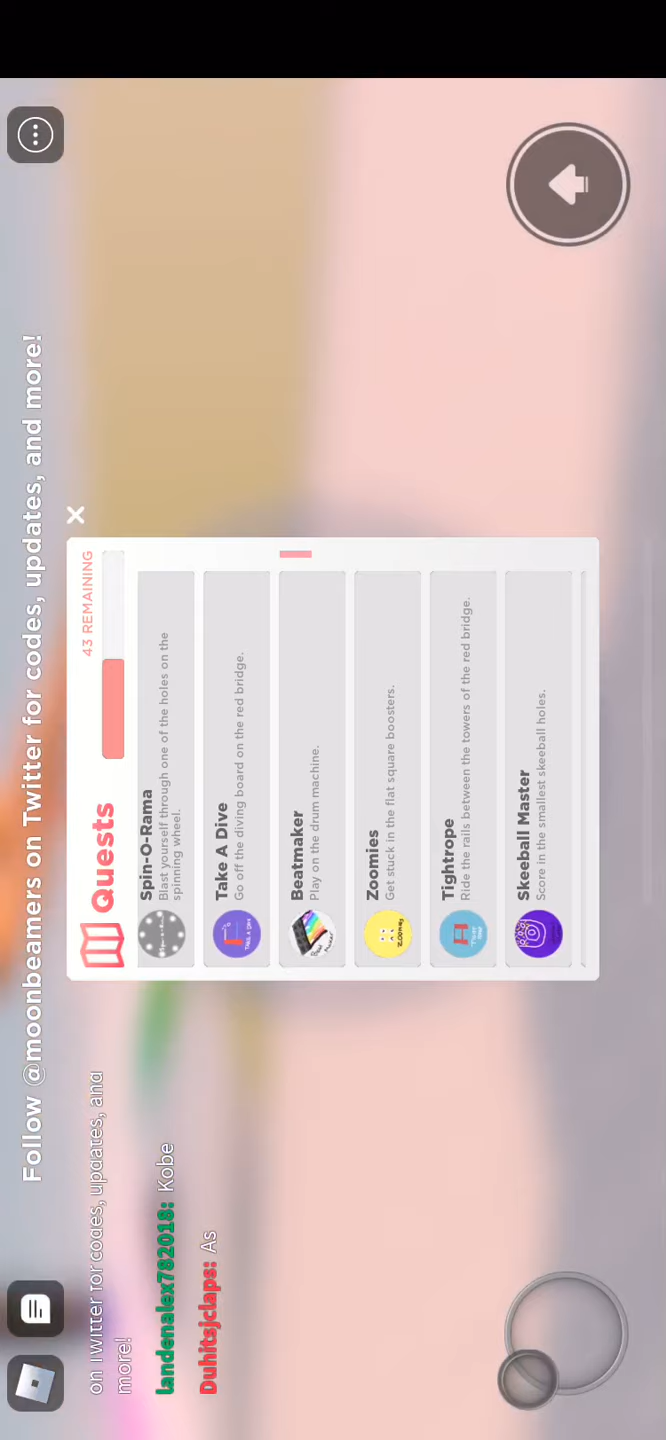 Follow @moonbeamers on Twitter for codes, updates, and more!
on Twitter for codes, updates, and
more!
landenalex782018: Kobe
Duhitsjclaps: As
Quests
43 REMAINING
Spin-O-Rama
Blast yourself through one of the holes on the
spinning wheel.
Take A Dive
Go off the diving board on the red bridge.
Beatmaker
Play on the drum machine.
Zoomies
Get stuck in the flat square boosters.
Tightrope
Ride the rails between the towers of the red bridge.
Skeeball Master
Score in the smallest skeeball holes.